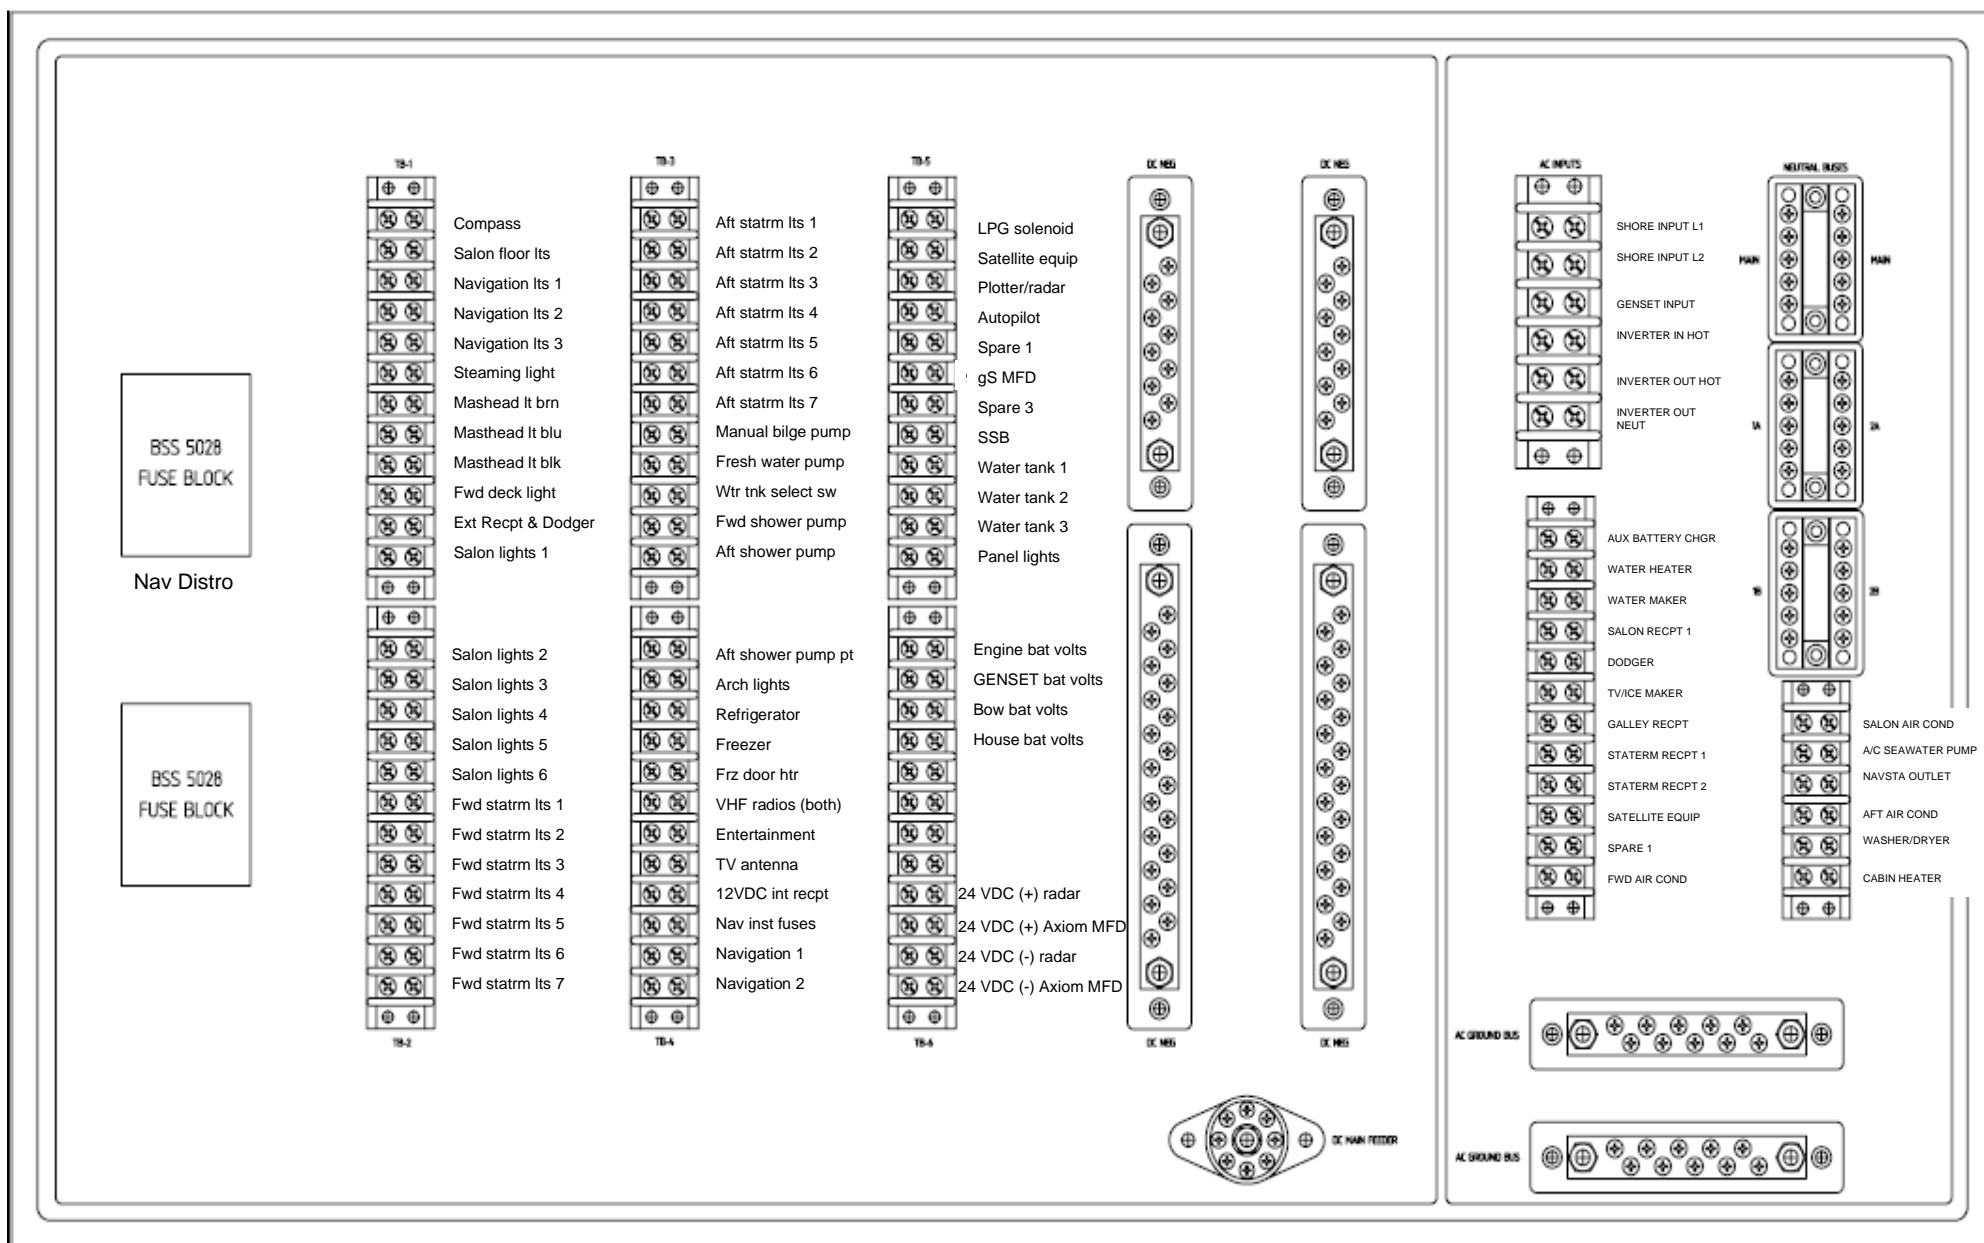 TB-1
Compass
Salon floor lts
Navigation lts 1
Navigation lts 2
Navigation lts 3
Steaming light
Mashead lt brn
Masthead lt blu
Masthead lt blk
Fwd deck light
Ext Recpt & Dodger
Salon lights 1
Salon lights 2
Salon lights 3
Salon lights 4
Salon lights 5
Salon lights 6
Fwd statrm lts 1
Fwd statrm lts 2
Fwd statrm lts 3
Fwd statrm lts 4
Fwd statrm lts 5
Fwd statrm lts 6
Fwd statrm lts 7
TB-2
BSS 5028
FUSE BLOCK
Nav Distro
BSS 5028
FUSE BLOCK
TB-3
Aft statrm lts 1
Aft statrm lts 2
Aft statrm lts 3
Aft statrm lts 4
Aft statrm lts 5
Aft statrm lts 6
Aft statrm lts 7
Manual bilge pump
Fresh water pump
Wtr tnk select sw
Fwd shower pump
Aft shower pump
Aft shower pump pt
Arch lights
Refrigerator
Freezer
Frz door htr
VHF radios (both)
Entertainment
TV antenna
12VDC int recpt
Nav inst fuses
Navigation 1
Navigation 2
TB-4
TB-5
LPG solenoid
Satellite equip
Plotter/radar
Autopilot
Spare 1
gS MFD
Spare 3
SSB
Water tank 1
Water tank 2
Water tank 3
Panel lights
Engine bat volts
GENSET bat volts
Bow bat volts
House bat volts
24 VDC (+) radar
24 VDC (+) Axiom MFD
24 VDC (-) radar
24 VDC (-) Axiom MFD
TB-6
DC NEG
DC NEG
DC NEG
DC NEG
DC MAIN FEEDER
AC INPUTS
SHORE INPUT L1
SHORE INPUT L2
GENSET INPUT
INVERTER IN HOT
INVERTER OUT HOT
INVERTER OUT
NEUT
AUX BATTERY CHGR
WATER HEATER
WATER MAKER
SALON RECPT 1
DODGER
TV/ICE MAKER
GALLEY RECPT
STATERM RECPT 1
STATERM RECPT 2
SATELLITE EQUIP
SPARE 1
FWD AIR COND
NEUTRAL BUSES
MAIN
MAIN
1A
2A
1B
2B
SALON AIR COND
A/C SEAWATER PUMP
NAVSTA OUTLET
AFT AIR COND
WASHER/DRYER
CABIN HEATER
AC GROUND BUS
AC GROUND BUS